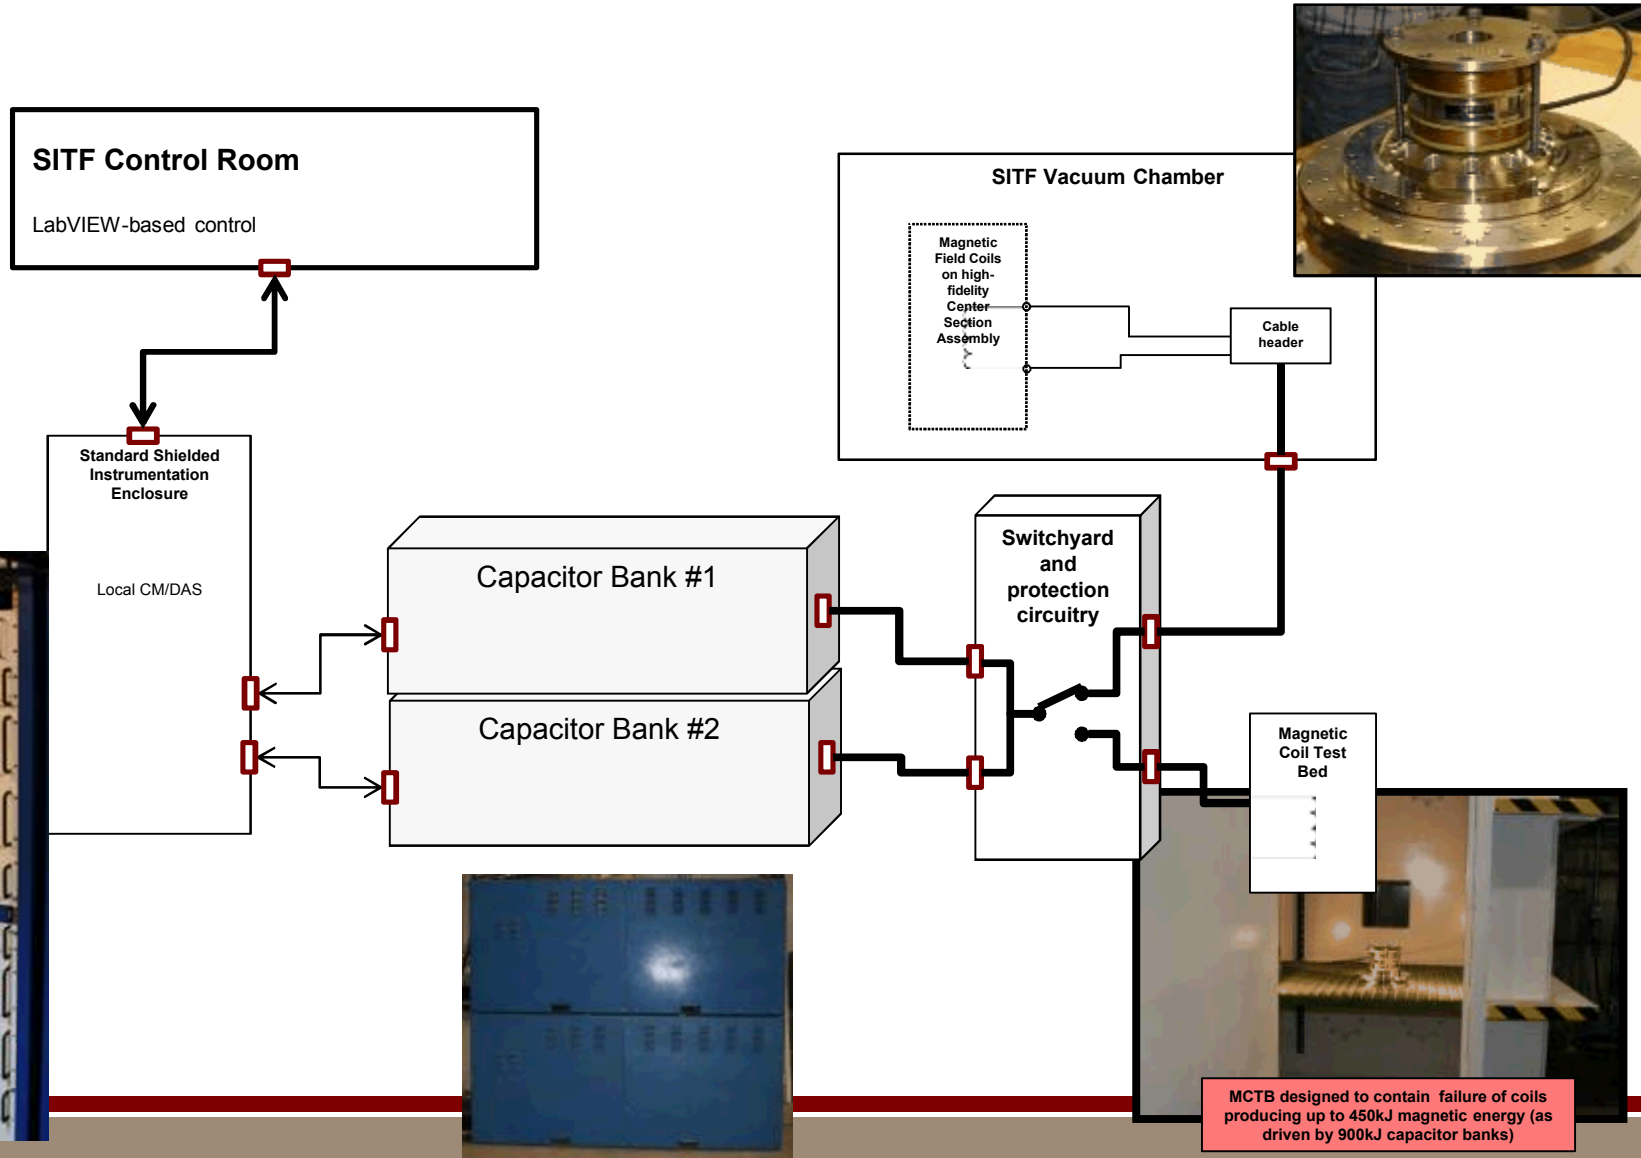 SITF Control Room
LabVIEW-based control
SITF Vacuum Chamber
Magnetic
Field Coils
on high-
fidelity
Center
Section
Assembly
Cable
header
Standard Shielded
Instrumentation
Enclosure
Local CM/DAS
Capacitor Bank #1
Capacitor Bank #2
Switchyard
and
protection
circuitry
Magnetic
Coil Test
Bed
MCTB designed to contain failure of coils
producing up to 450kJ magnetic energy (as
driven by 900kJ capacitor banks)